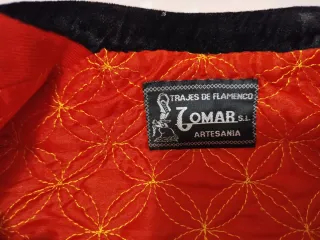 TRAJES DE FLAMENCO
TOMAR S.L.
ARTESANIA